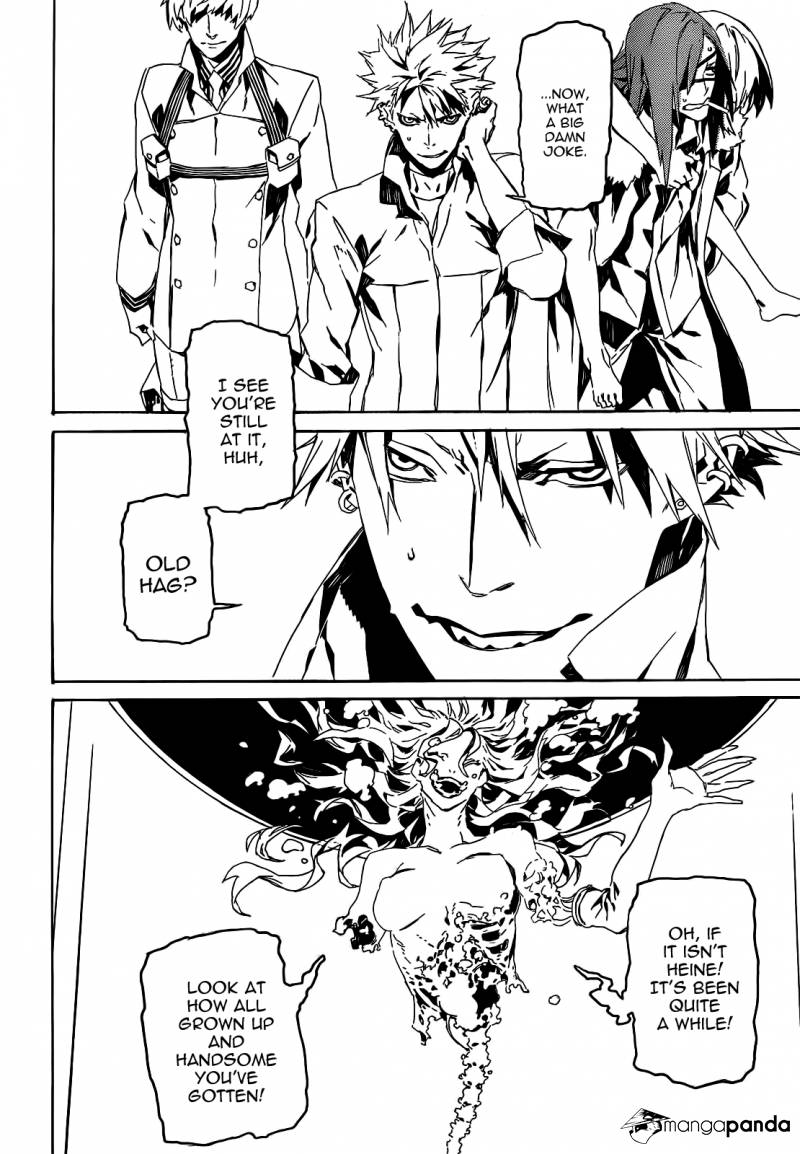 ...NOW,
WHAT
A BIG
DAMN
JOKE.
I SEE
YOU'RE
STILL
AT IT,
HUH,
OLD
HAG?
OH, IF
IT ISN'T
HEINE!
IT'S BEEN
QUITE
A WHILE!
LOOK AT
HOW ALL
GROWN UP
AND
HANDSOME
YOU'VE
GOTTEN!
mangapanda